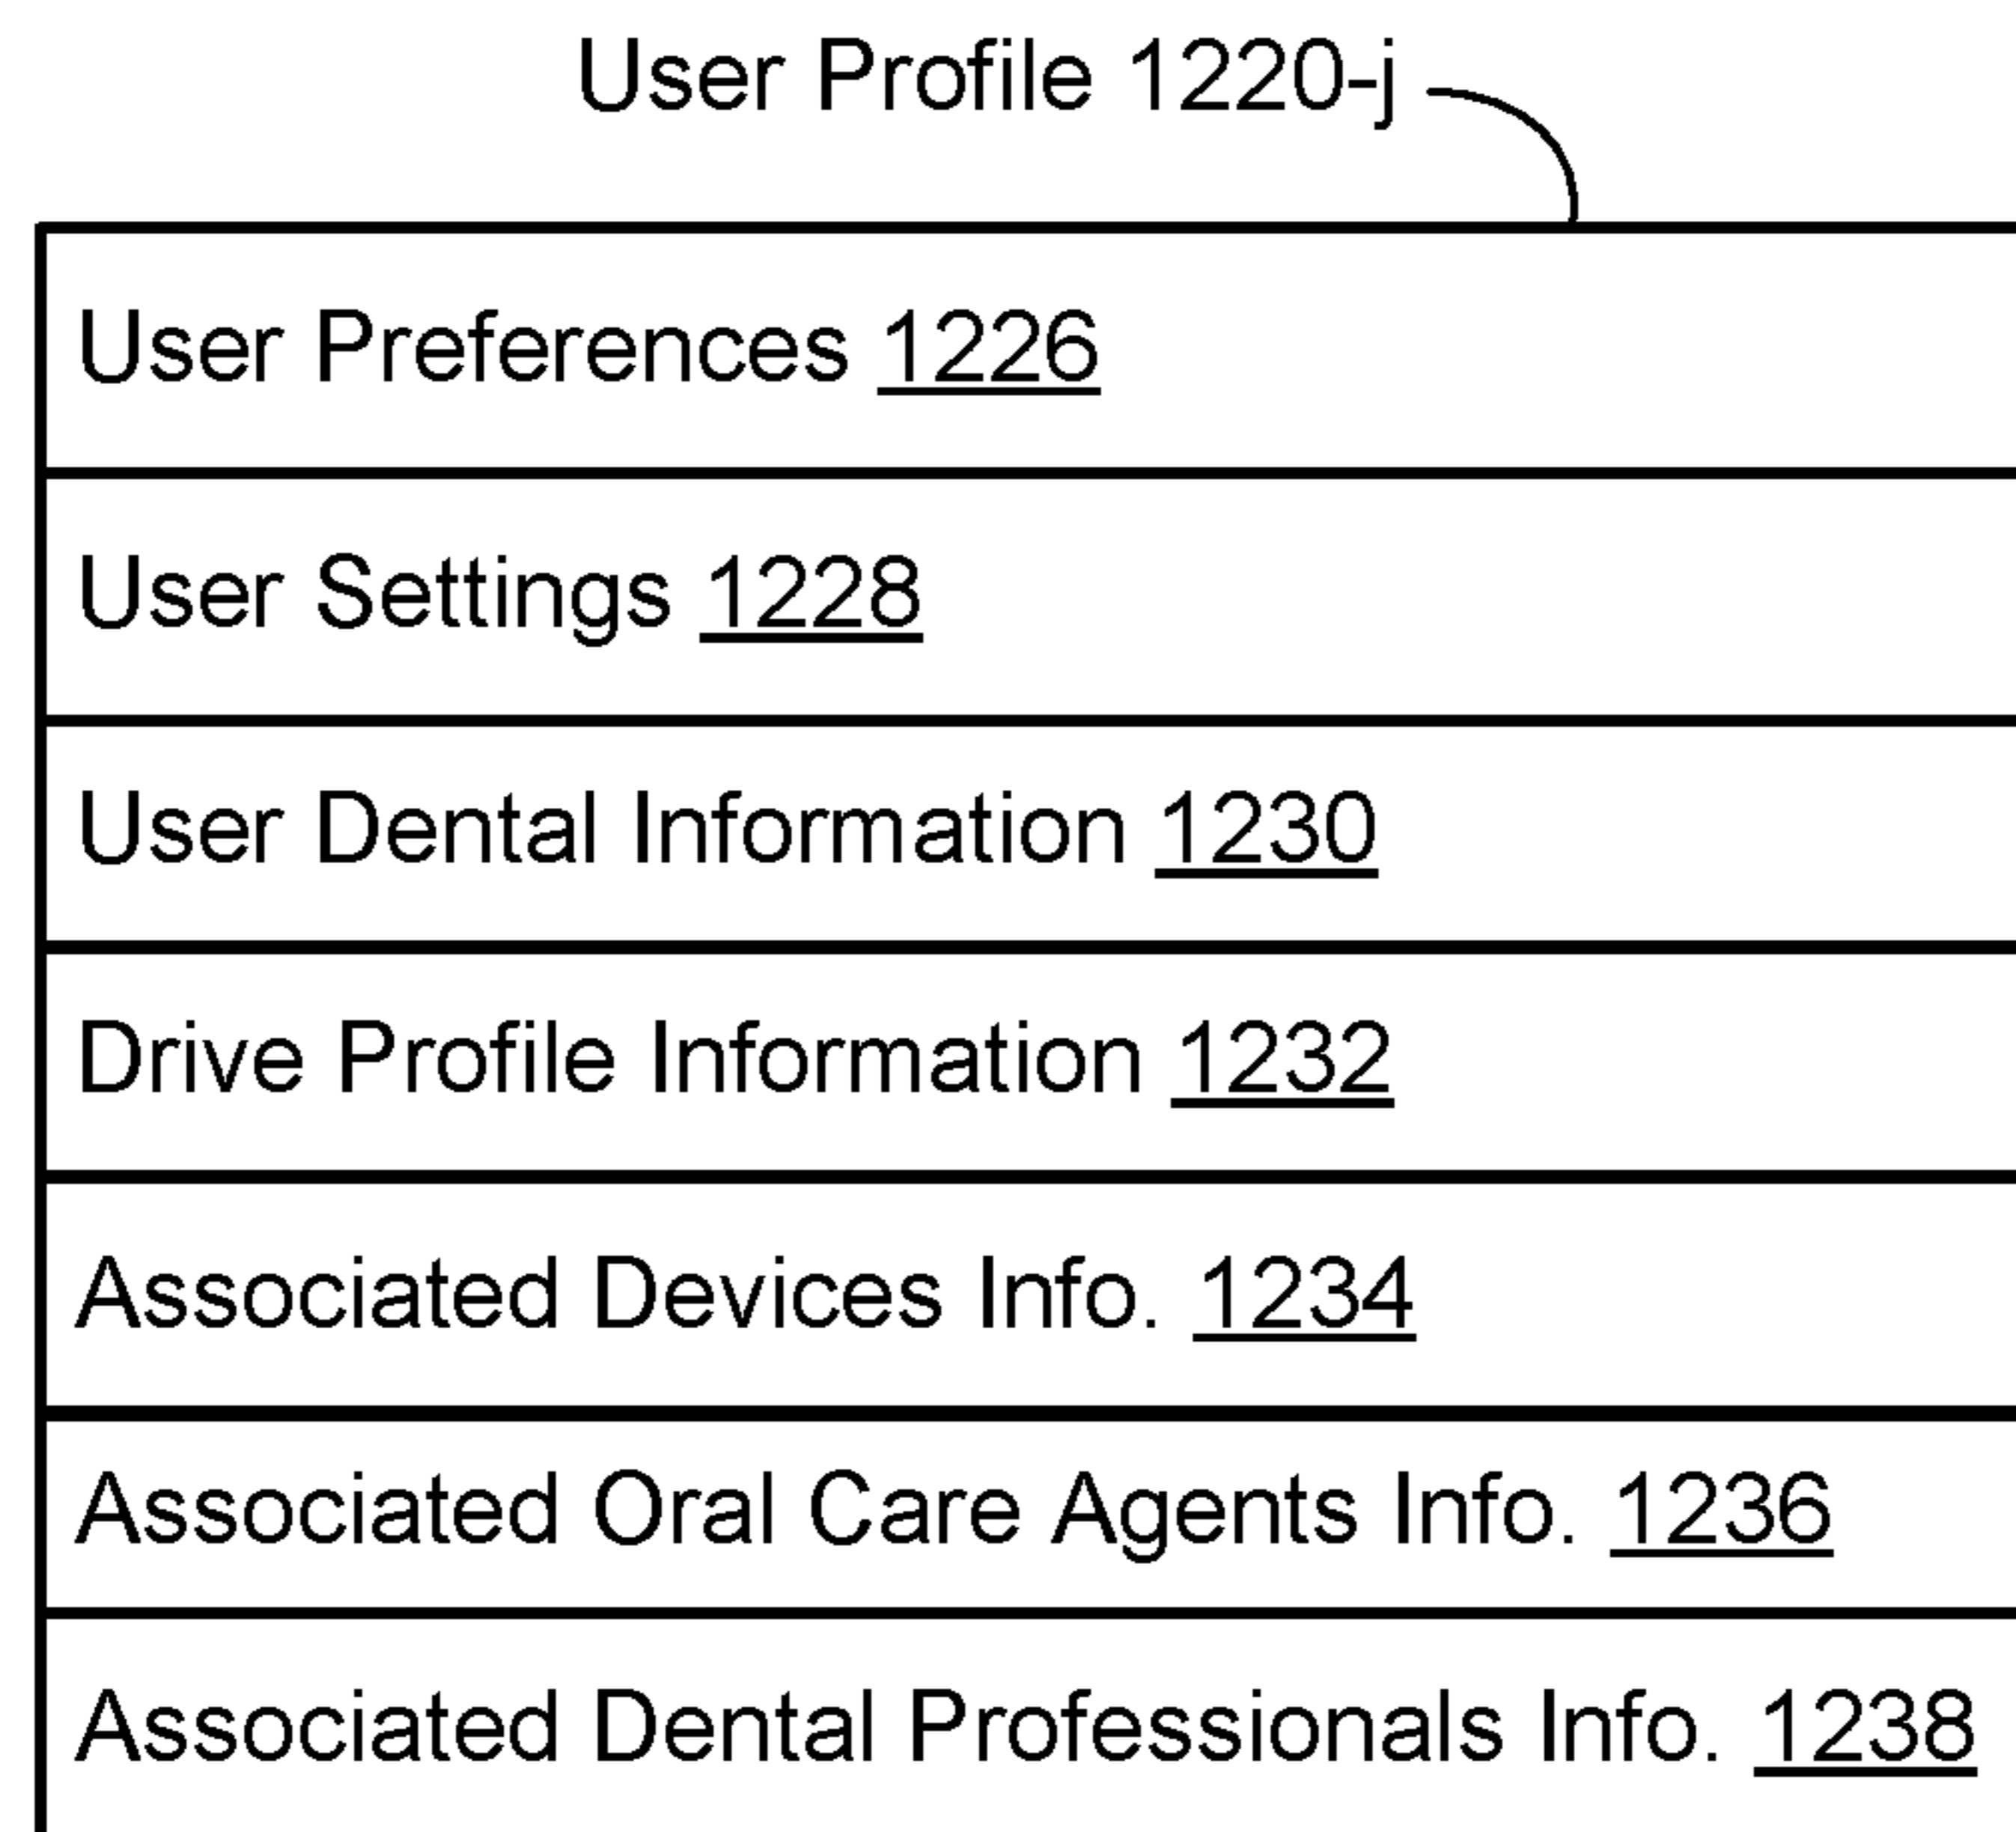 User Profile 1220-j
User Preferences 1226
User Settings 1228
User Dental Information 1230
Drive Profile Information 1232
Associated Devices Info. 1234
Associated Oral Care Agents Info. 1236
Associated Dental Professionals Info. 1238